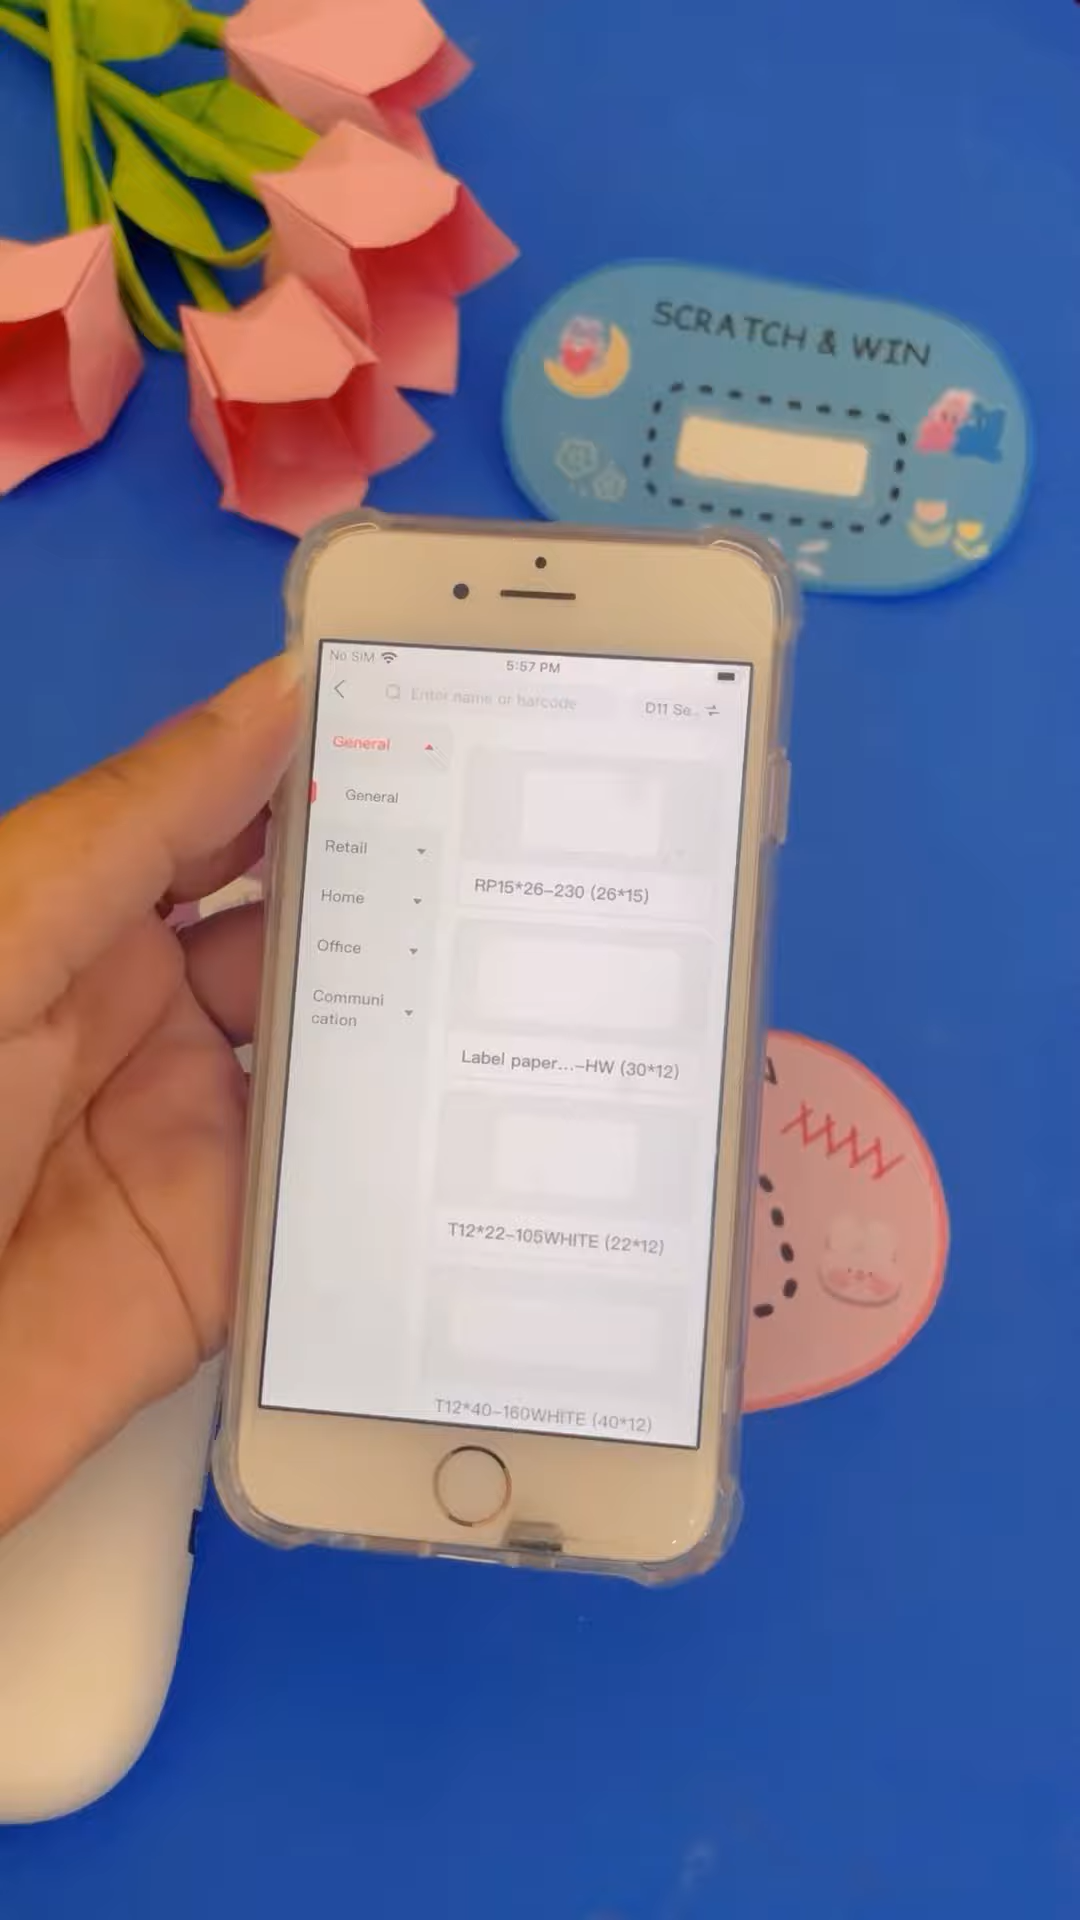 SCRATCH & WIN
No SIM
5:57 PM
Enter name or barcode
D11 Se..
General
General
Retail
Home
Office
Communi
cation
RP15*26-230 (26*15)
Label paper...-HW (30*12)
T12*22-105WHITE (22*12)
T12*40-160WHITE (40*12)
A